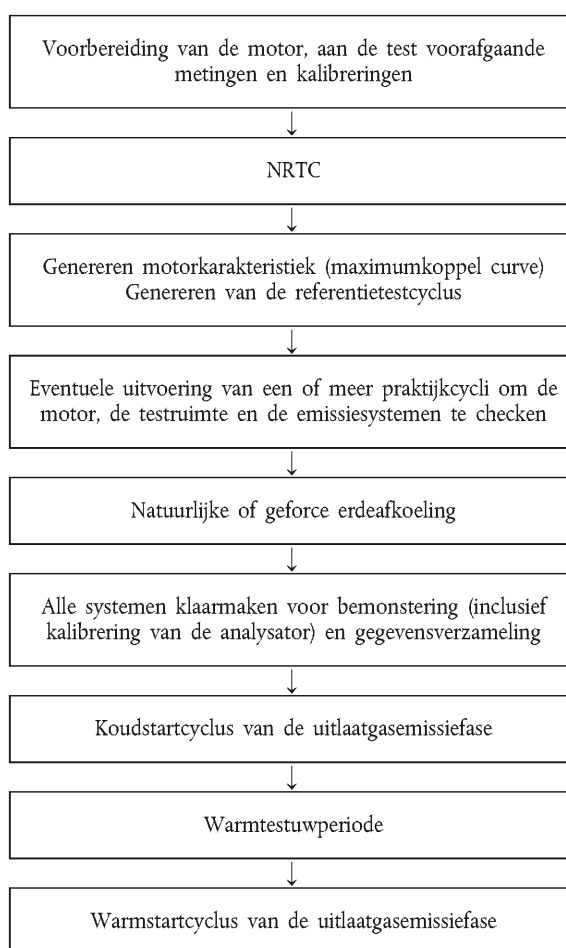 Voorbereiding van de motor, aan de test voorafgaande
metingen en kalibreringen
NRTC
Genereren motorkarakteristiek (maximumkoppel curve)
Genereren van de referentietestcyclus
Eventuele uitvoering van een of meer praktijkcycli om de
motor, de testruimte en de emissiesystemen te checken
Natuurlijke of geforce erdeafkoeling
Alle systemen klaarmaken voor bemonstering (inclusief
kalibrering van de analysator) en gegevensverzameling
Koudstartcyclus van de uitlaatgasemissiefase
Warmtestuwperiode
Warmstartcyclus van de uitlaatgasemissiefase